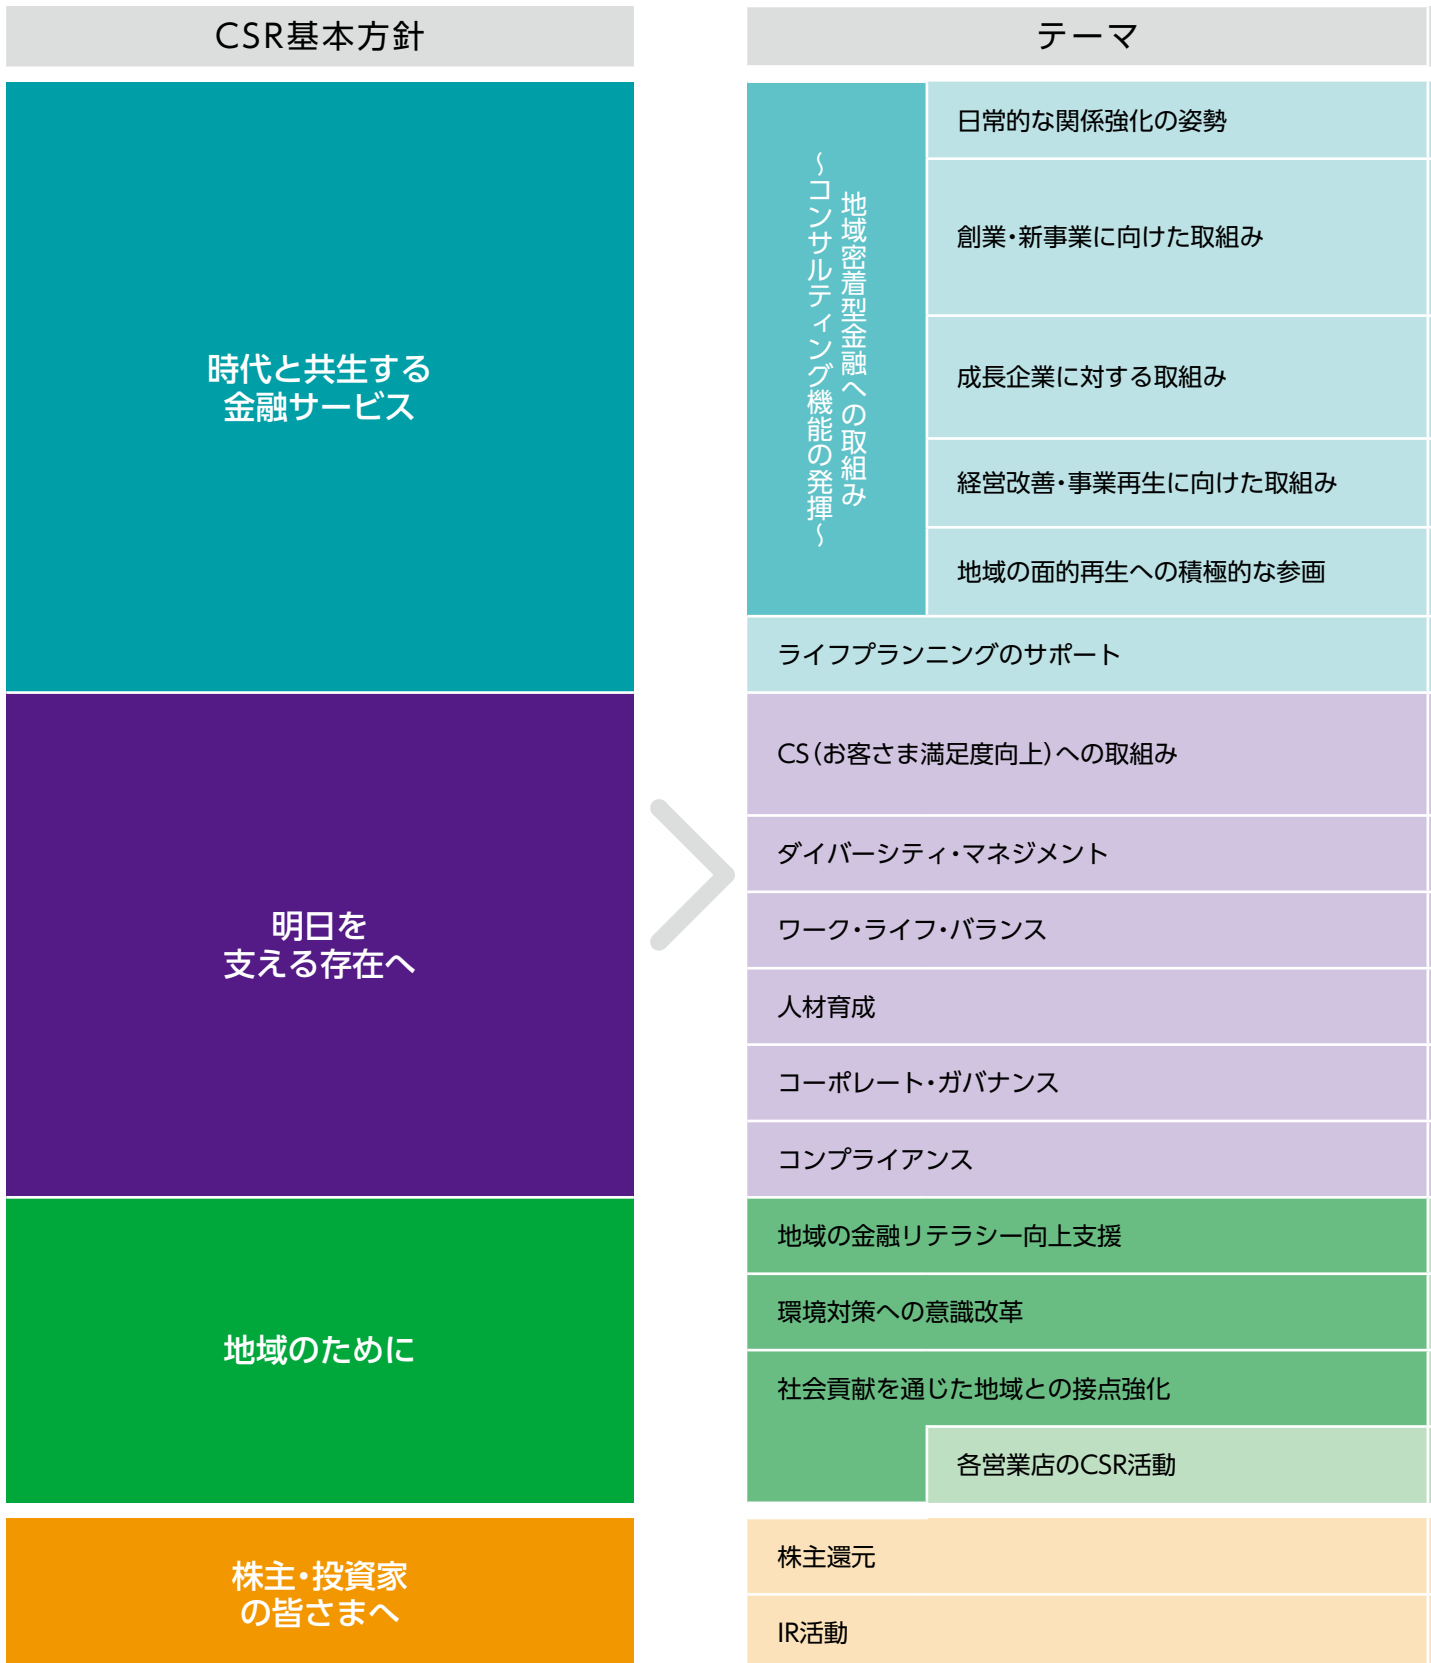 CSR基本方針
テーマ
時代と共生する
金融サービス
地域密着型金融への取組み
～コンサルティング機能の発揮～
日常的な関係強化の姿勢
創業・新事業に向けた取組み
成長企業に対する取組み
経営改善・事業再生に向けた取組み
地域の面的再生への積極的な参画
ライフプランニングのサポート
明日を
支える存在へ
CS(お客さま満足度向上)への取組み
ダイバーシティ・マネジメント
ワーク・ライフ・バランス
人材育成
コーポレート・ガバナンス
コンプライアンス
地域のために
地域の金融リテラシー向上支援
環境対策への意識改革
社会貢献を通じた地域との接点強化
各営業店のCSR活動
株主・投資家
の皆さまへ
株主還元
IR活動